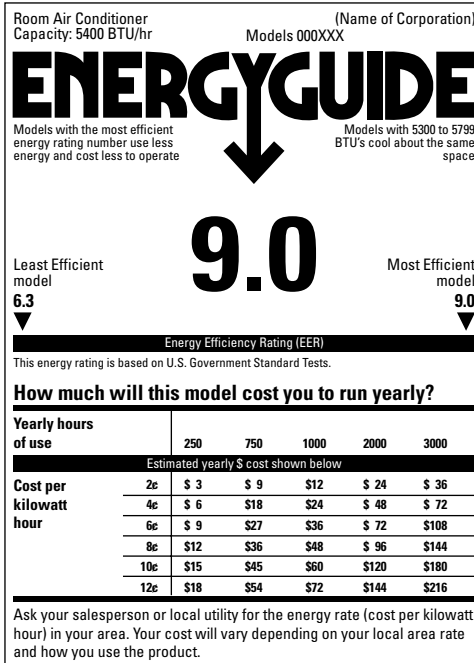 Room Air Conditioner (Name of Corporation)
Capacity: 5400 BTU/hr Models 000XXX
ENERGYGUIDE
Models with the most efficient
energy rating number use less
energy and cost less to operate
Models with 5300 to 5799
BTU's cool about the same
space
9.0
Least Efficient
model
6.3
Most Efficient
model
9.0
Energy Efficiency Rating (EER)
This energy rating is based on U.S. Government Standard Tests.
How much will this model cost you to run yearly?
Yearly hours
of use 250 750 1000 2000 3000
Estimated yearly $ cost shown below
Cost per 2¢ $ 3 $ 9 $12 $ 24 $ 36
kilowatt 4¢ $ 6 $18 $24 $ 48 $ 72
hour 6¢ $ 9 $27 $36 $ 72 $108
8¢ $12 $36 $48 $ 96 $144
10¢ $15 $45 $60 $120 $180
12¢ $18 $54 $72 $144 $216
Ask your salesperson or local utility for the energy rate (cost per kilowatt
hour) in your area. Your cost will vary depending on your local area rate
and how you use the product.